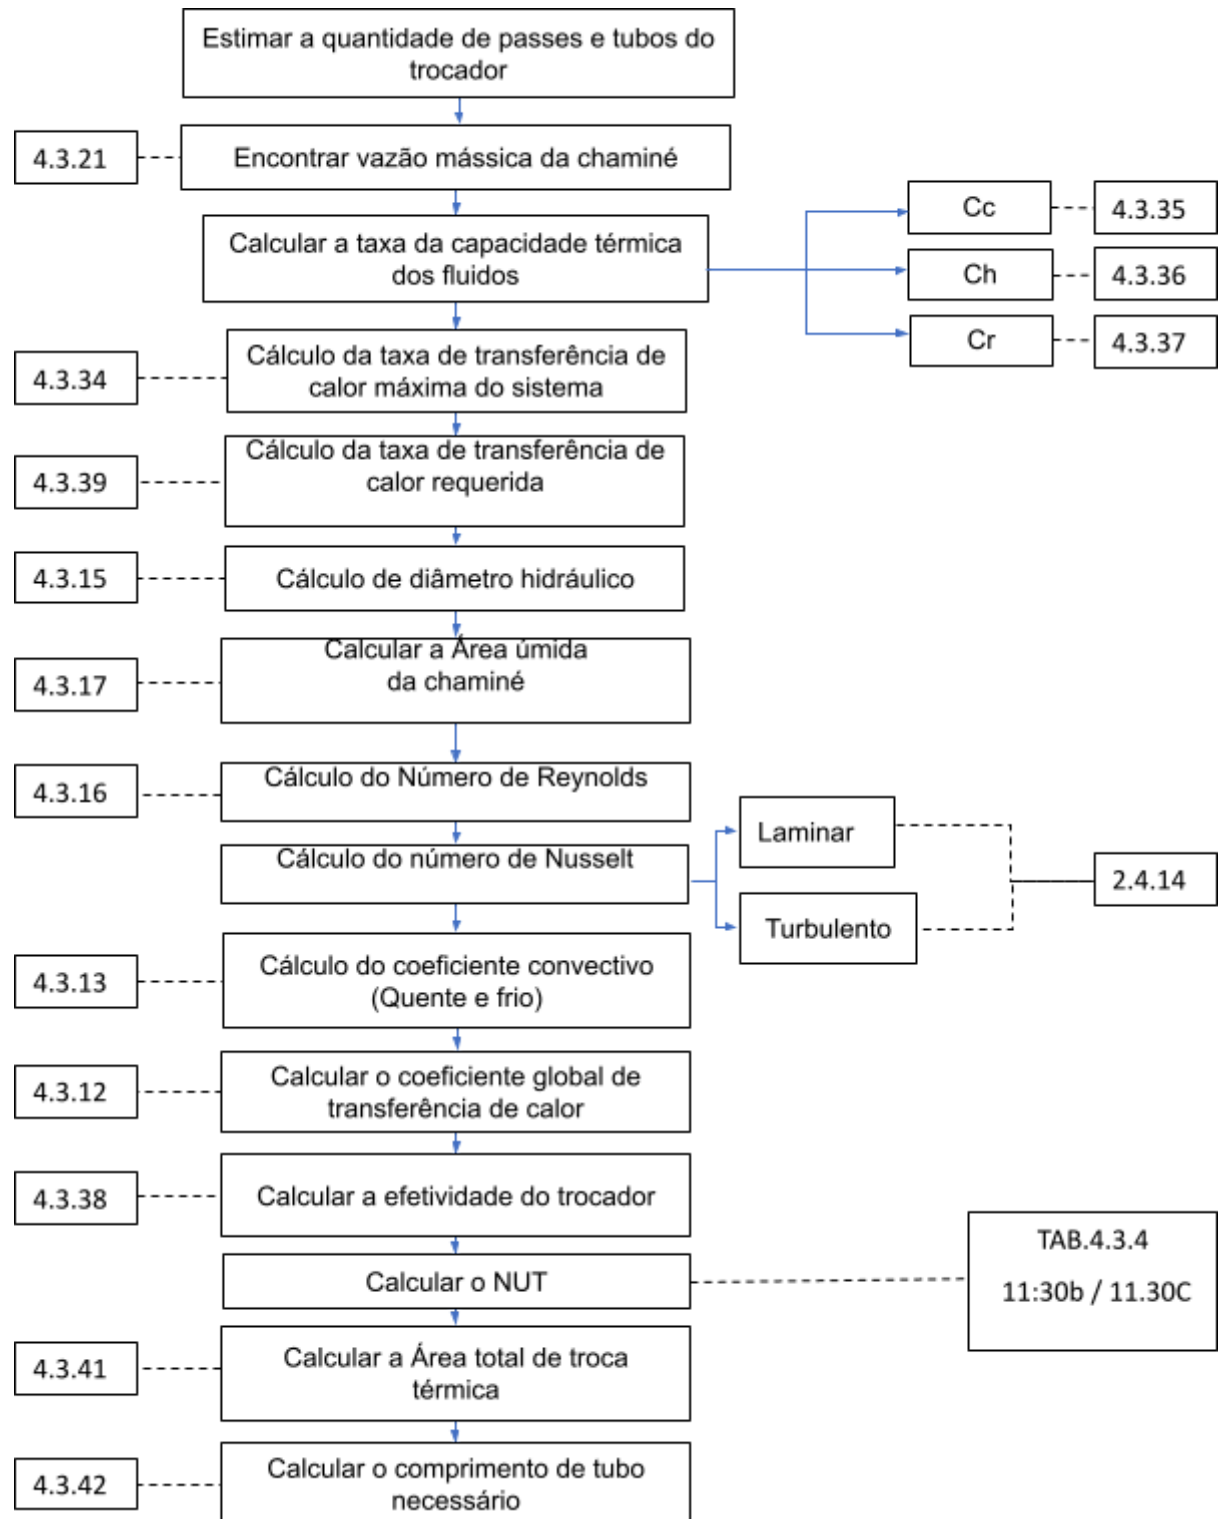 Estimar a quantidade de passes e tubos do
trocador
4.3.21
Encontrar vazão mássica da chaminé
Calcular a taxa da capacidade térmica
dos fluidos
Cc
4.3.35
Ch
4.3.36
Cr
4.3.37
4.3.34
Cálculo da taxa de transferência de
calor máxima do sistema
4.3.39
Cálculo da taxa de transferência de
calor requerida
4.3.15
Cálculo de diâmetro hidráulico
4.3.17
Calcular a Área úmida
da chaminé
4.3.16
Cálculo do Número de Reynolds
Cálculo do número de Nusselt
Laminar
Turbulento
2.4.14
4.3.13
Cálculo do coeficiente convectivo
(Quente e frio)
4.3.12
Calcular o coeficiente global de
transferência de calor
4.3.38
Calcular a efetividade do trocador
Calcular o NUT
TAB.4.3.4
11:30b / 11.30C
4.3.41
Calcular a Área total de troca
térmica
4.3.42
Calcular o comprimento de tubo
necessário